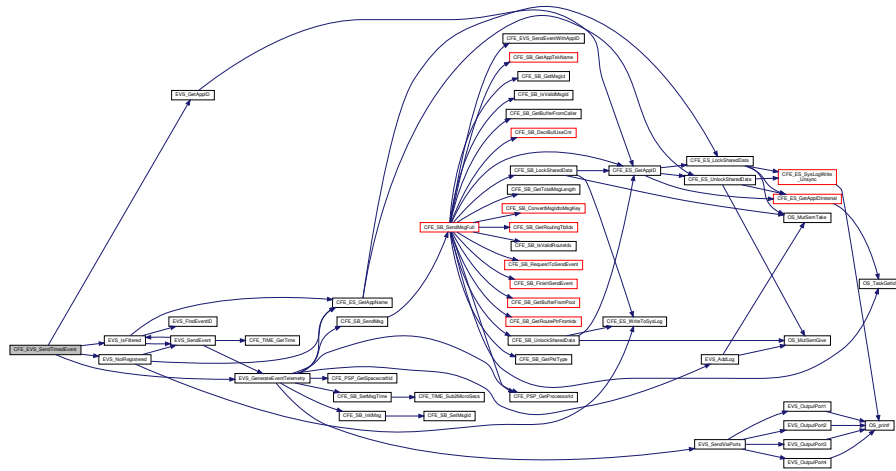 CFE_EVS_SendTimedEvent
EVS_GetAppID
EVS_IsFiltered
EVS_NotRegistered
EVS_FindEventID
EVS_SendEvent
EVS_GenerateEventTelemetry
CFE_TIME_GetTime
CFE_PSP_GetSpacecraftId
CFE_SB_SetMsgTime
CFE_SB_InitMsg
CFE_ES_GetAppName
CFE_SB_SendMsg
CFE_TIME_Sub2MicroSecs
CFE_SB_SetMsgId
CFE_SB_SendMsgFull
CFE_EVS_SendEventWithAppID
CFE_SB_GetAppTskName
CFE_SB_GetMsgId
CFE_SB_IsValidMsgId
CFE_SB_GetBufferFromCaller
CFE_SB_DecrBufUseCnt
CFE_SB_LockSharedData
CFE_SB_GetTotalMsgLength
CFE_SB_ConvertMsgIdtoMsgKey
CFE_SB_GetRoutingTblIdx
CFE_SB_IsValidRouteIdx
CFE_SB_RequestToSendEvent
CFE_SB_FinishSendEvent
CFE_SB_GetBufferFromPool
CFE_SB_GetRoutePtrFromIdx
CFE_SB_UnlockSharedData
CFE_SB_GetPktType
CFE_PSP_GetProcessorId
CFE_ES_GetAppID
CFE_ES_WriteToSysLog
CFE_ES_LockSharedData
CFE_ES_UnlockSharedData
EVS_AddLog
EVS_SendViaPorts
CFE_ES_SysLogWrite
_Unsync
CFE_ES_GetAppIDInternal
OS_MutSemTake
OS_MutSemGive
EVS_OutputPort1
EVS_OutputPort2
EVS_OutputPort3
EVS_OutputPort4
OS_TaskGetId
OS_printf